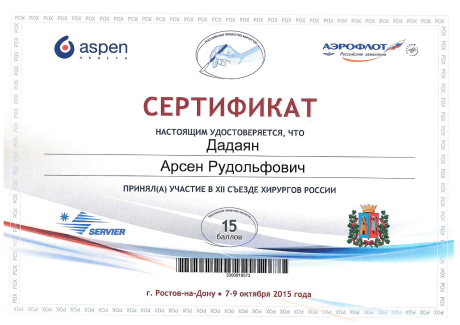 aspen
HEALTH
АЭРОФЛОТ
Российские авиалинии
СЕРТИФИКАТ
НАСТОЯЩИМ УДОСТОВЕРЯЕТСЯ, ЧТО
Дадаян
Арсен Рудольфович
ПРИНЯЛ(А) УЧАСТИЕ В XII СЪЕЗДЕ ХИРУРГОВ РОССИИ
SERVIER
15
баллов
г. Ростов-на-Дону • 7-9 октября 2015 года